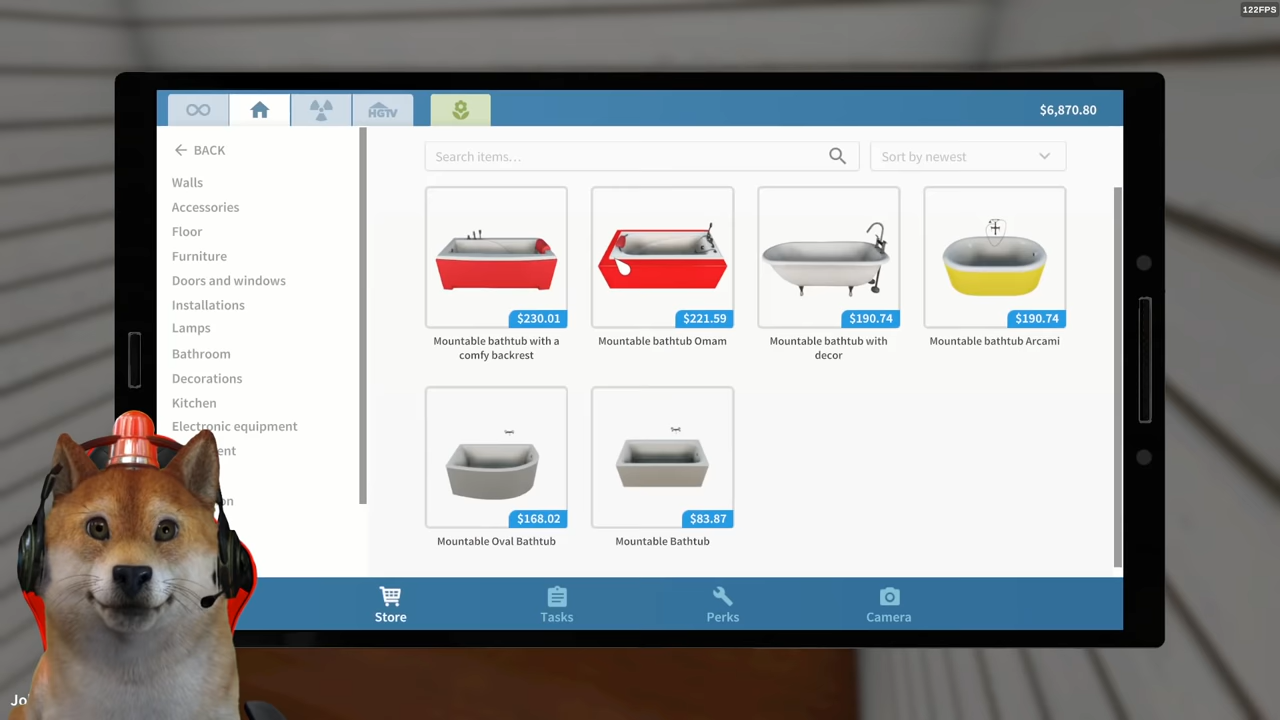 122FPS
HGTV
$6,870.80
BACK
Search items...
Sort by newest
Walls
Accessories
Floor
Furniture
Doors and windows
Installations
Lamps
Bathroom
Decorations
Kitchen
Electronic equipment
$230.01
$221.59
$190.74
$190.74
Mountable bathtub with a
comfy backrest
Mountable bathtub Omam
Mountable bathtub with
decor
Mountable bathtub Arcami
$168.02
$83.87
Mountable Oval Bathtub
Mountable Bathtub
Store
Tasks
Perks
Camera